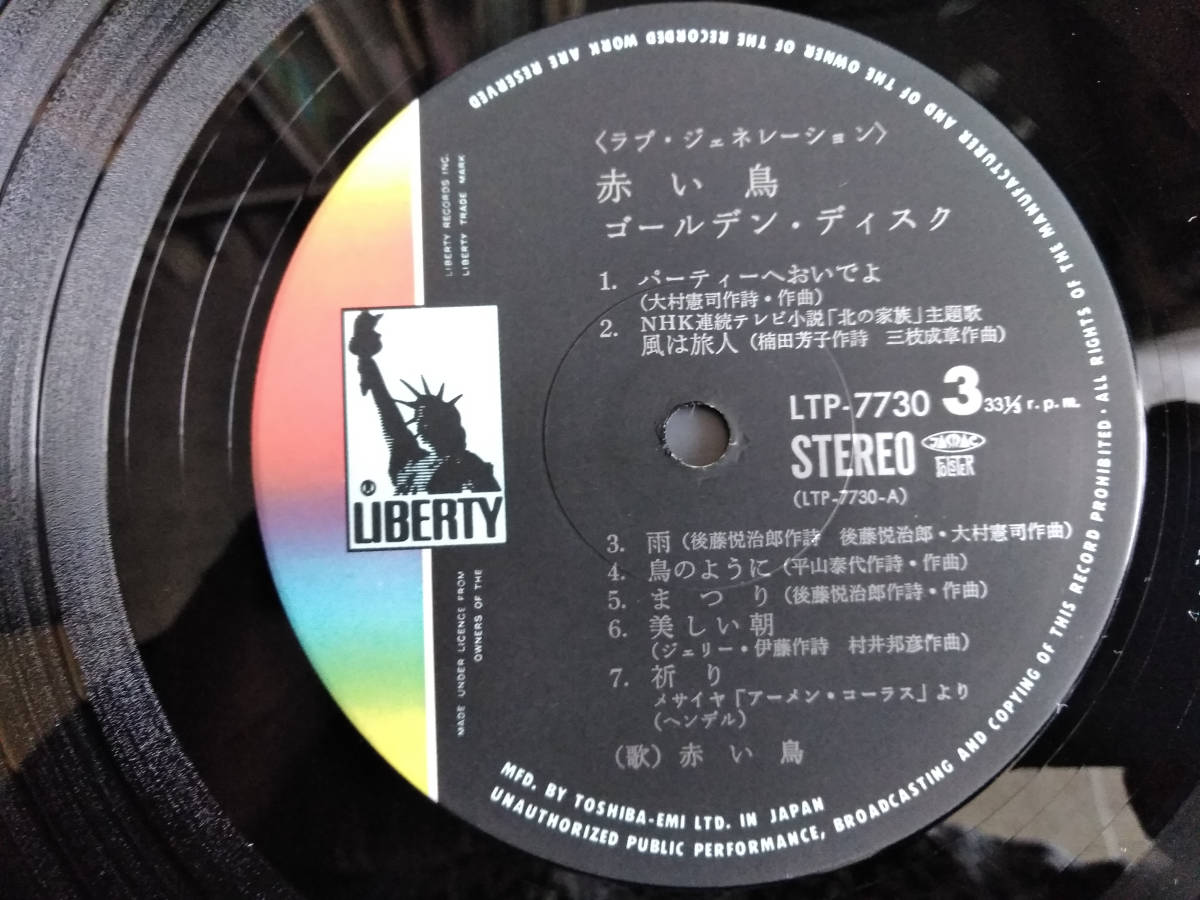 〈ラブ・ジェネレーション〉
赤い鳥
ゴールデン・ディスク
1. パーティーへおいでよ
(大村憲司作詩・作曲)
2. NHK連続テレビ小説「北の家族」主題歌
風は旅人(楠田芳子作詩 三枝成章作曲)
LTP-7730 3 33⅓ r.p.m.
STEREO
(LTP-7730-A)
3. 雨(後藤悦治郎作詩 後藤悦治郎・大村憲司作曲)
4. 鳥のように(平山泰代作詩・作曲)
5. まつり(後藤悦治郎作詩・作曲)
6. 美しい朝
(ジェリー・伊藤作詩 村井邦彦作曲)
7. 祈り
メサイヤ「アーメン・コーラス」より
(ヘンデル)
(歌)赤い鳥
LIBERTY
LIBERTY RECORDS INC.
LIBERTY TRADE MARK
MADE UNDER LICENCE FROM
OWNERS OF THE
MFD. BY TOSHIBA-EMI LTD. IN JAPAN
UNAUTHORIZED PUBLIC PERFORMANCE, BROADCASTING AND COPYING OF THIS RECORD PROHIBITED・ALL RIGHTS OF THE MANUFACTURER AND OF THE OWNER OF THE RECORDED WORK ARE RESERVED